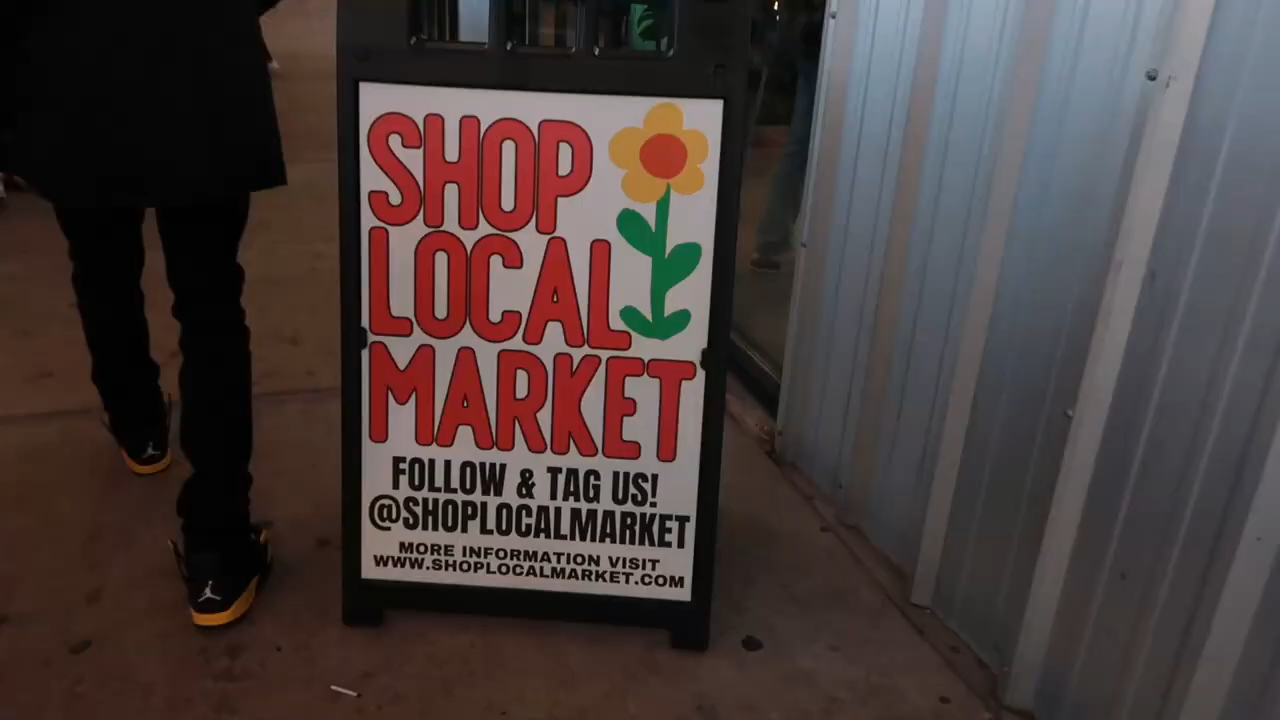 SHOP
LOCAL
MARKET
FOLLOW & TAG US!
@SHOPLOCALMARKET
MORE INFORMATION VISIT
WWW.SHOPLOCALMARKET.COM